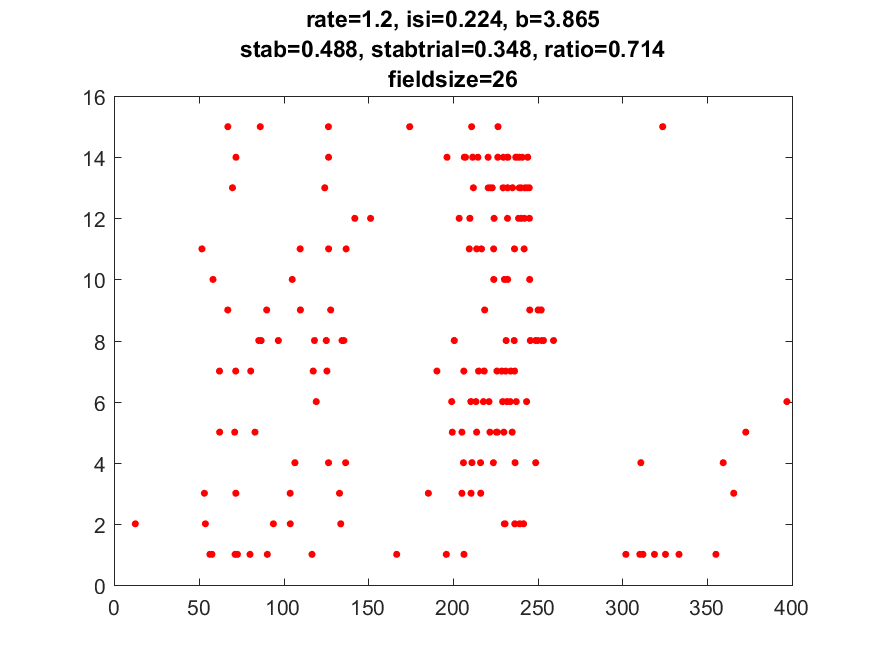 rate=1.2, isi=0.224, b=3.865
stab=0.488, stabtrial=0.348, ratio=0.714
fieldsize=26
16
14
12
10
8
6
4
2
0
0 50 100 150 200 250 300 350 400